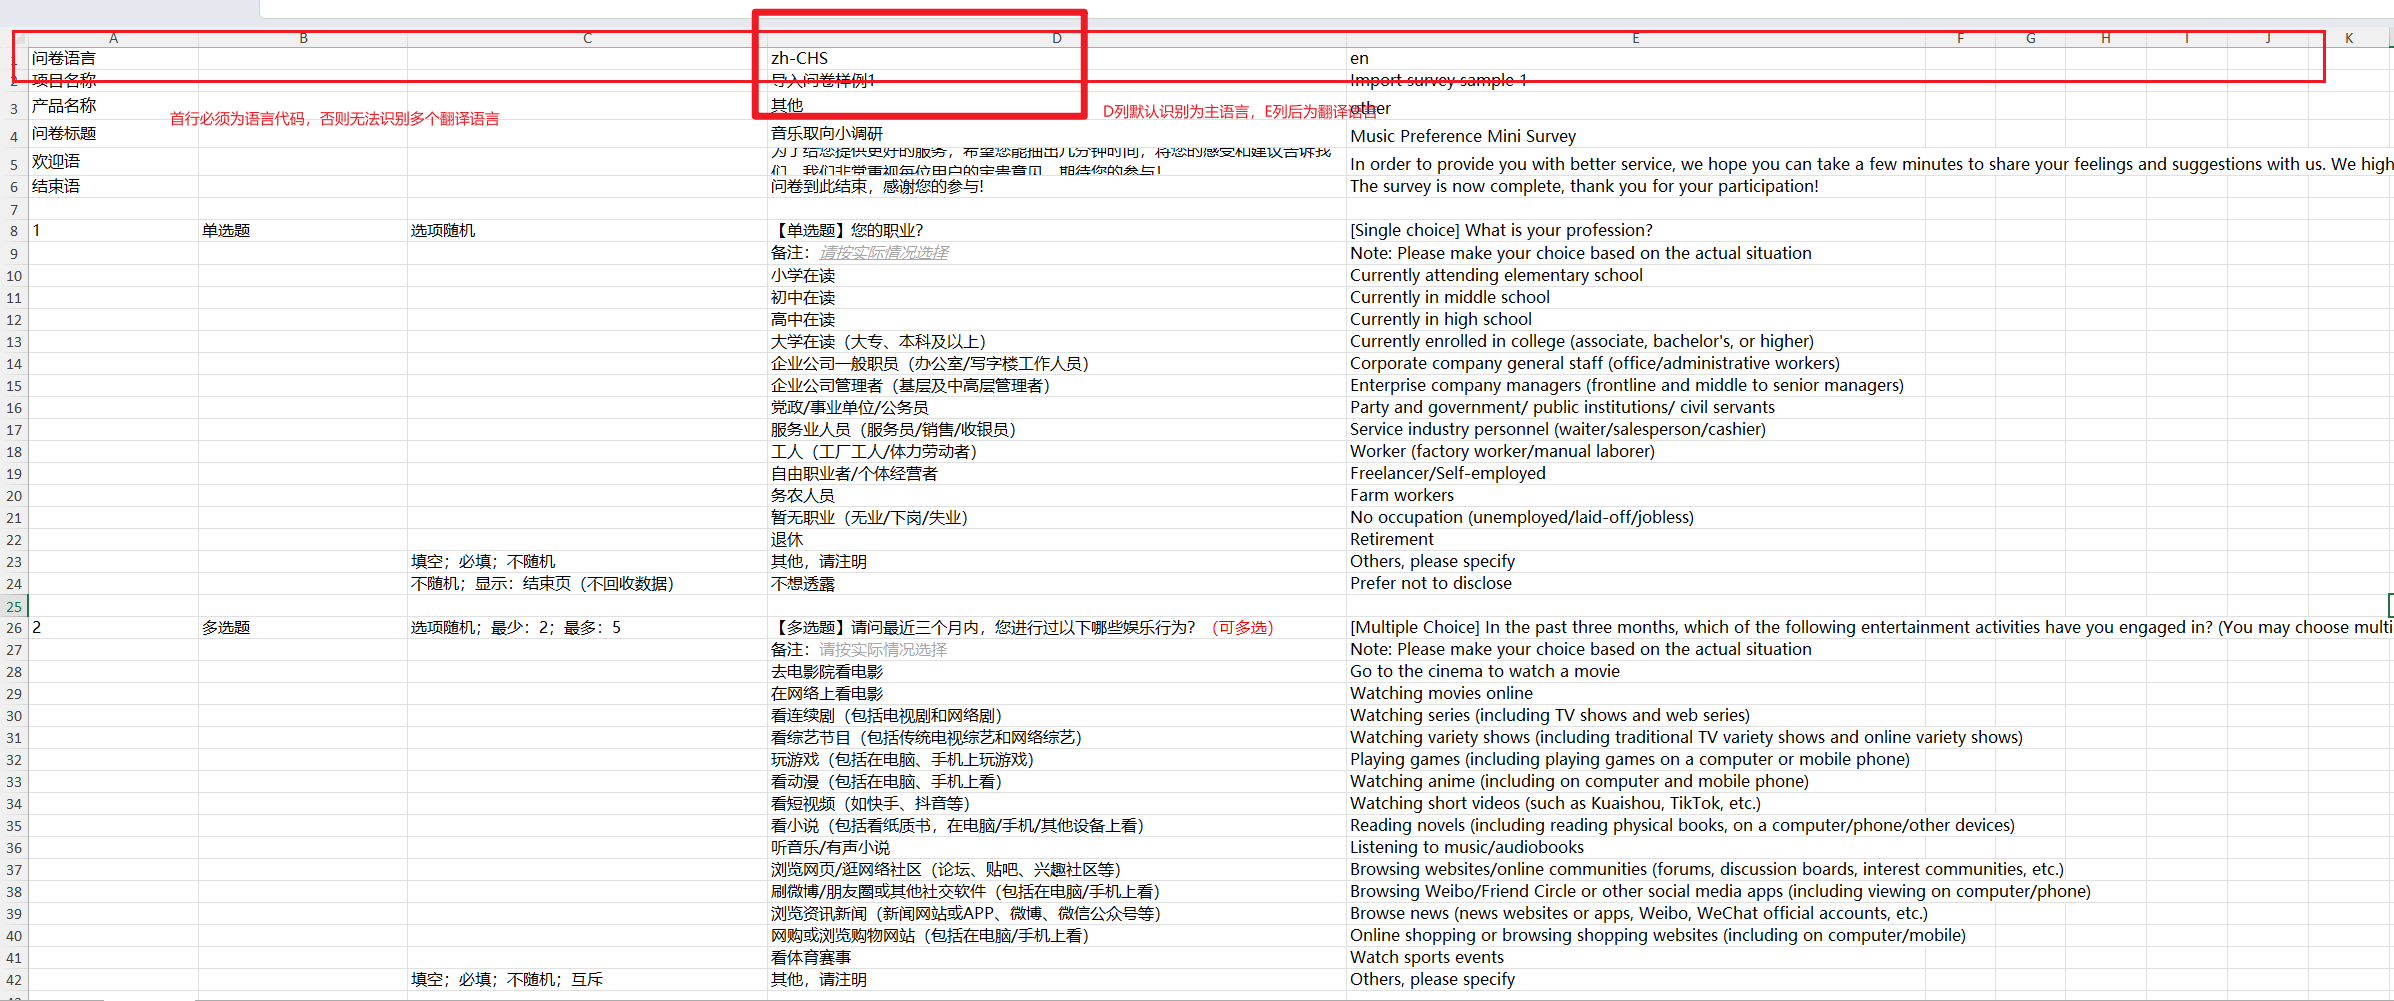 A B C D E F G H I J K
1 问卷语言 zh-CHS en
2 项目名称 导入问卷样例1 Import survey sample 1
3 产品名称 其他 other
首行必须为语言代码，否则无法识别多个翻译语言
D列默认识别为主语言，E列后为翻译语言
4 问卷标题 音乐取向小调研 Music Preference Mini Survey
5 欢迎语 为了给您提供更好的服务，希望您能抽出几分钟时间，将您的感受和建议告诉我
们，我们非常重视每位用户的宝贵意见，期待您的参与！ In order to provide you with better service, we hope you can take a few minutes to share your feelings and suggestions with us. We high
6 结束语 问卷到此结束，感谢您的参与! The survey is now complete, thank you for your participation!
7
8 1 单选题 选项随机 【单选题】您的职业？ [Single choice] What is your profession?
9 备注：请按实际情况选择 Note: Please make your choice based on the actual situation
10 小学在读 Currently attending elementary school
11 初中在读 Currently in middle school
12 高中在读 Currently in high school
13 大学在读（大专、本科及以上） Currently enrolled in college (associate, bachelor's, or higher)
14 企业公司一般职员（办公室/写字楼工作人员） Corporate company general staff (office/administrative workers)
15 企业公司管理者（基层及中高层管理者） Enterprise company managers (frontline and middle to senior managers)
16 党政/事业单位/公务员 Party and government/ public institutions/ civil servants
17 服务业人员（服务员/销售/收银员） Service industry personnel (waiter/salesperson/cashier)
18 工人（工厂工人/体力劳动者） Worker (factory worker/manual laborer)
19 自由职业者/个体经营者 Freelancer/Self-employed
20 务农人员 Farm workers
21 暂无职业（无业/下岗/失业） No occupation (unemployed/laid-off/jobless)
22 退休 Retirement
23 填空；必填；不随机 其他，请注明 Others, please specify
24 不随机；显示：结束页（不回收数据） 不想透露 Prefer not to disclose
25
26 2 多选题 选项随机；最少：2；最多：5 【多选题】请问最近三个月内，您进行过以下哪些娱乐行为？（可多选） [Multiple Choice] In the past three months, which of the following entertainment activities have you engaged in? (You may choose multi
27 备注：请按实际情况选择 Note: Please make your choice based on the actual situation
28 去电影院看电影 Go to the cinema to watch a movie
29 在网络上看电影 Watching movies online
30 看连续剧（包括电视剧和网络剧） Watching series (including TV shows and web series)
31 看综艺节目（包括传统电视综艺和网络综艺） Watching variety shows (including traditional TV variety shows and online variety shows)
32 玩游戏（包括在电脑、手机上玩游戏） Playing games (including playing games on a computer or mobile phone)
33 看动漫（包括在电脑、手机上看） Watching anime (including on computer and mobile phone)
34 看短视频（如快手、抖音等） Watching short videos (such as Kuaishou, TikTok, etc.)
35 看小说（包括看纸质书，在电脑/手机/其他设备上看） Reading novels (including reading physical books, on a computer/phone/other devices)
36 听音乐/有声小说 Listening to music/audiobooks
37 浏览网页/逛网络社区（论坛、贴吧、兴趣社区等） Browsing websites/online communities (forums, discussion boards, interest communities, etc.)
38 刷微博/朋友圈或其他社交软件（包括在电脑/手机上看） Browsing Weibo/Friend Circle or other social media apps (including viewing on computer/phone)
39 浏览资讯新闻（新闻网站或APP、微博、微信公众号等） Browse news (news websites or apps, Weibo, WeChat official accounts, etc.)
40 网购或浏览购物网站（包括在电脑/手机上看） Online shopping or browsing shopping websites (including on computer/mobile)
41 看体育赛事 Watch sports events
42 填空；必填；不随机；互斥 其他，请注明 Others, please specify